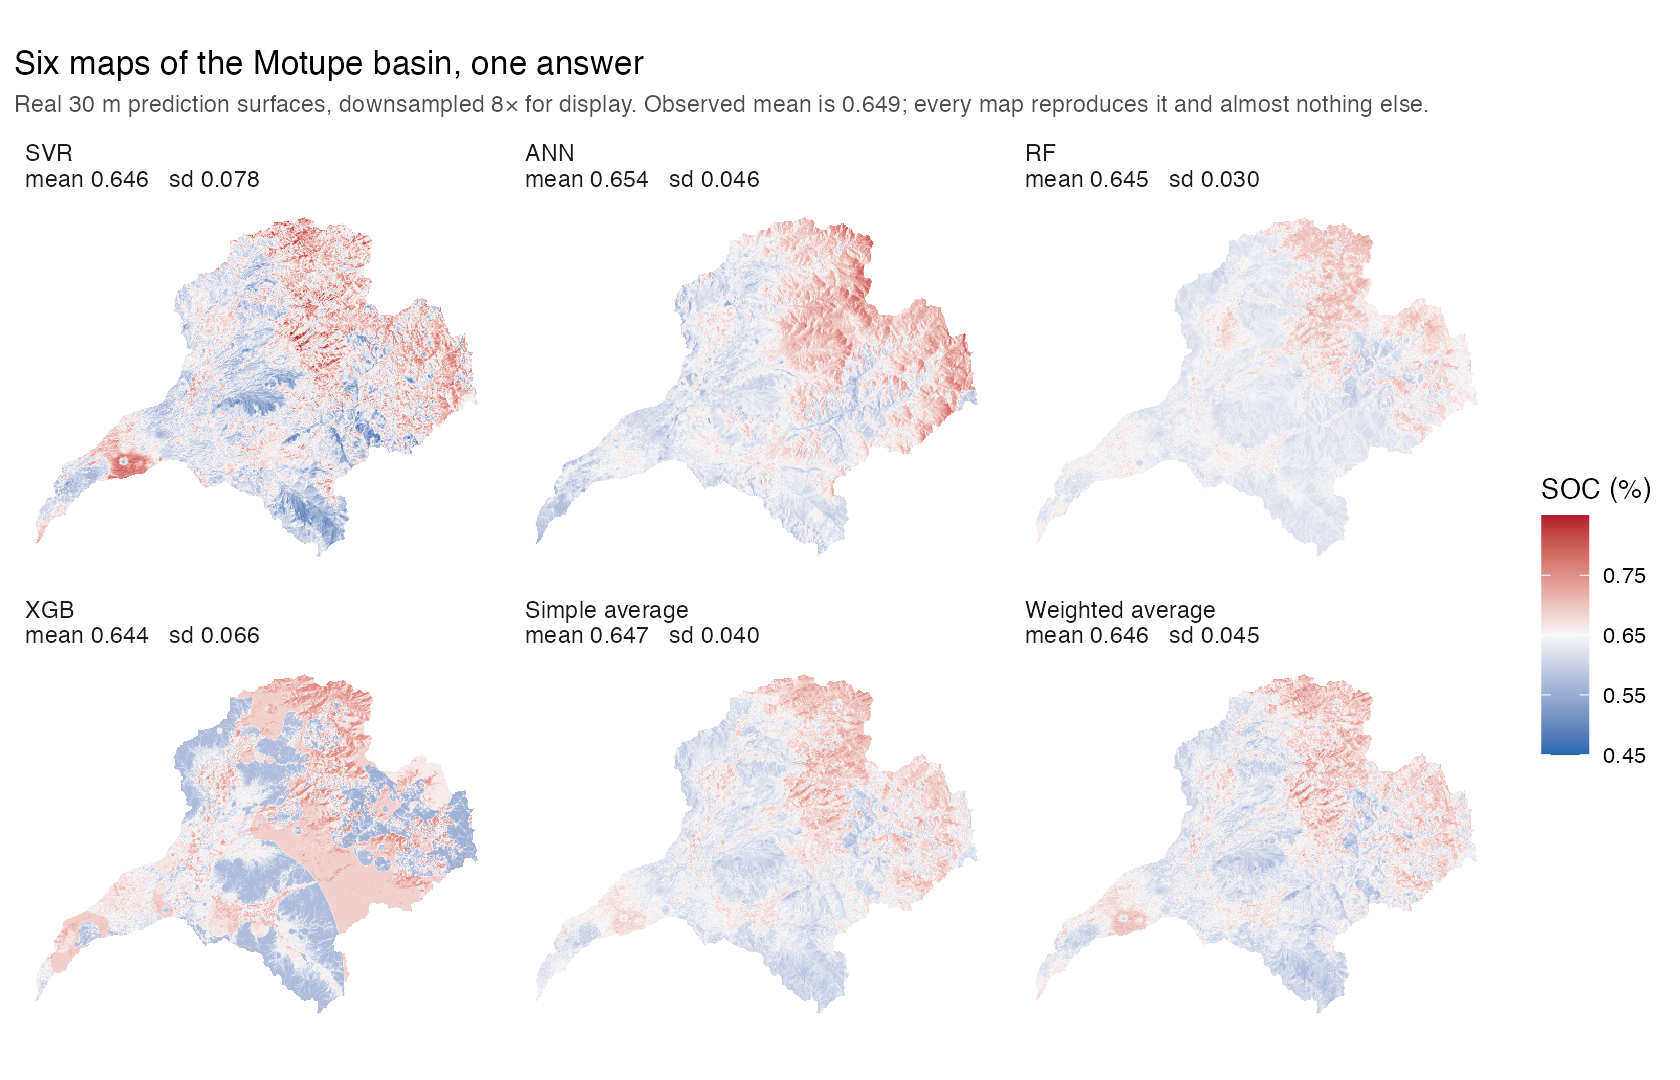 Six maps of the Motupe basin, one answer
Real 30 m prediction surfaces, downsampled 8× for display. Observed mean is 0.649; every map reproduces it and almost nothing else.
SVR
mean 0.646 sd 0.078
ANN
mean 0.654 sd 0.046
RF
mean 0.645 sd 0.030
XGB
mean 0.644 sd 0.066
Simple average
mean 0.647 sd 0.040
Weighted average
mean 0.646 sd 0.045
SOC (%)
0.75
0.65
0.55
0.45